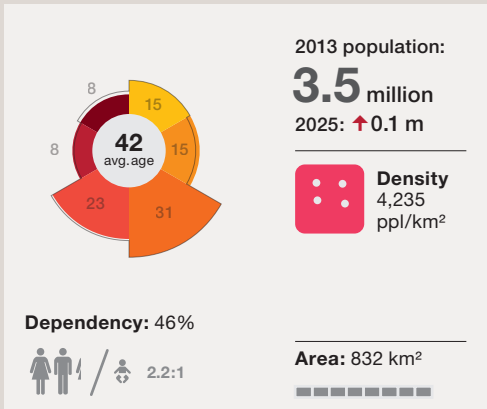 8
15
8
15
42
avg.age
23
31
Dependency: 46%
2.2:1
2013 population:
3.5 million
2025: ↑0.1 m
Density
4,235
ppl/km²
Area: 832 km²